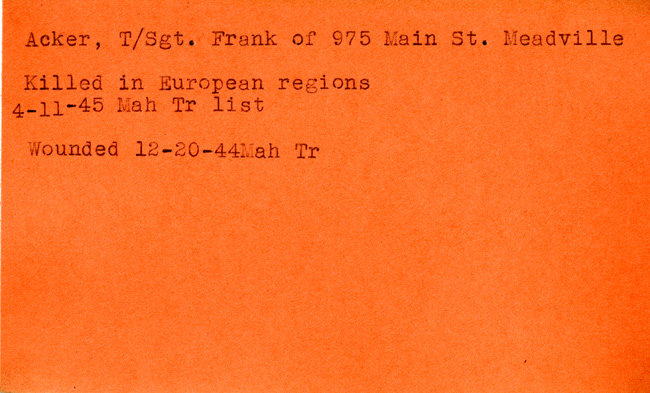 Acker, T/Sgt. Frank of 975 Main St. Meadville
Killed in European regions
4-11-45 Mah Tr list
Wounded 12-20-44Mah Tr